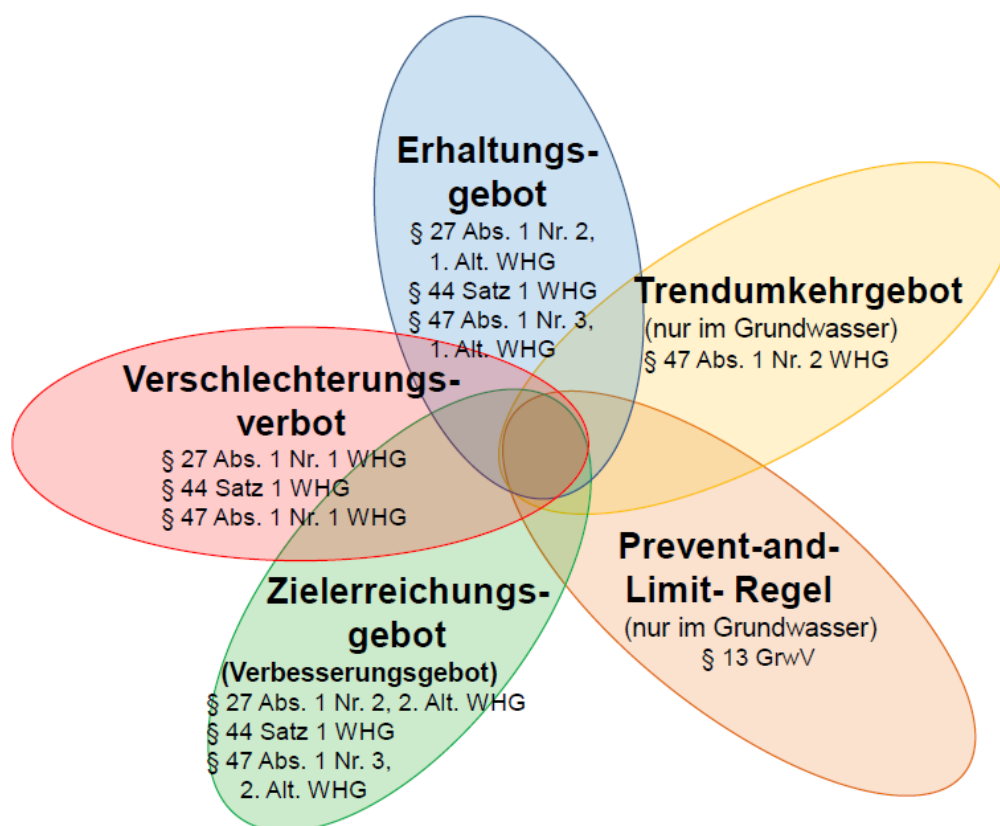 Erhaltungs-
gebot
§ 27 Abs. 1 Nr. 2,
1. Alt. WHG
§ 44 Satz 1 WHG
§ 47 Abs. 1 Nr. 3,
1. Alt. WHG
Trendumkehrgebot
(nur im Grundwasser)
§ 47 Abs. 1 Nr. 2 WHG
Verschlechterungs-
verbot
§ 27 Abs. 1 Nr. 1 WHG
§ 44 Satz 1 WHG
§ 47 Abs. 1 Nr. 1 WHG
Prevent-and-
Limit- Regel
(nur im Grundwasser)
§ 13 GrwV
Zielerreichungs-
gebot
(Verbesserungsgebot)
§ 27 Abs. 1 Nr. 2, 2. Alt. WHG
§ 44 Satz 1 WHG
§ 47 Abs. 1 Nr. 3,
2. Alt. WHG